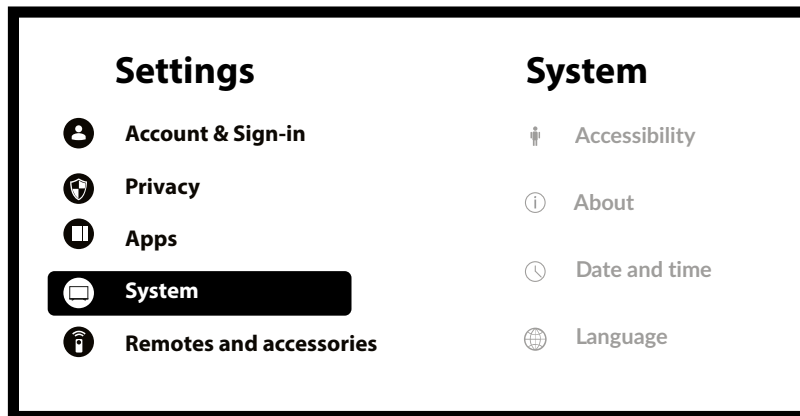 Settings
Account & Sign-in
Privacy
Apps
System
Remotes and accessories
System
Accessibility
About
Date and time
Language